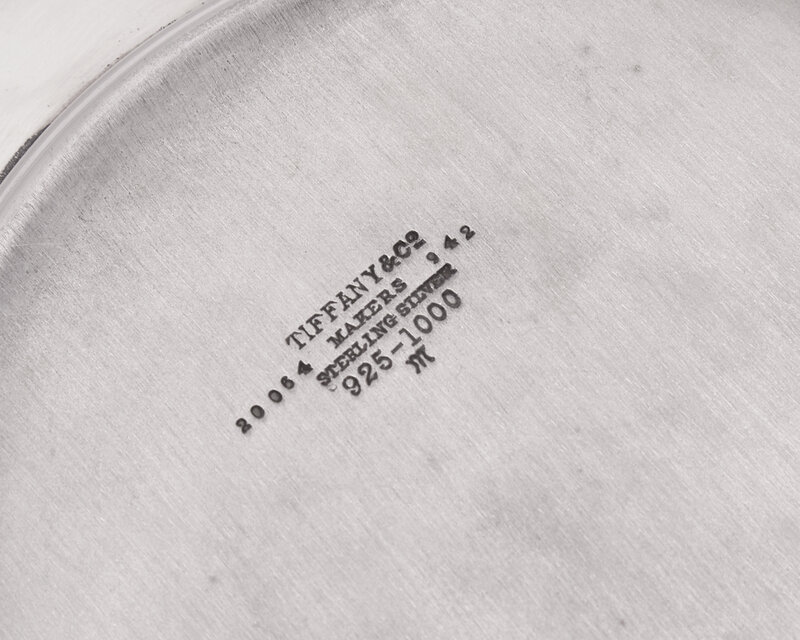 TIFFANY & Co
20064 MAKERS 942
STERLING SILVER
925-1000
m